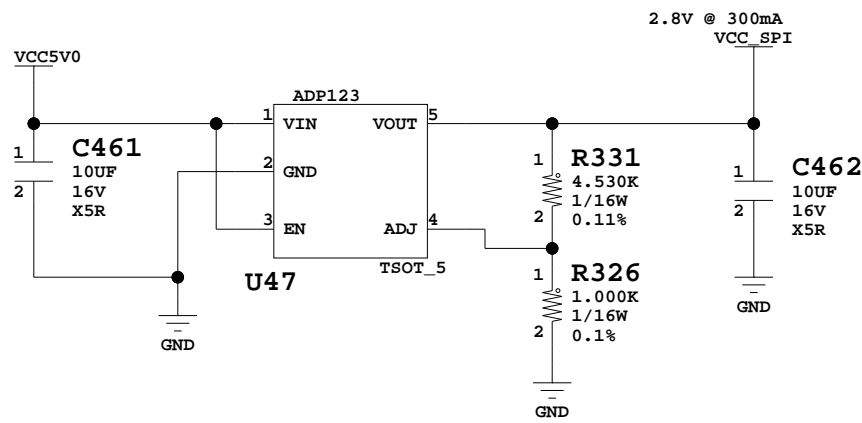 2.8V @ 300mA
VCC_SPI
VCC5V0
ADP123
1 VIN VOUT 5
2 GND
3 EN ADJ 4
TSOT_5
U47
1 C461
10UF
2 16V
X5R
GND
1 R331
4.530K
1/16W
2 0.11%
1 R326
1.000K
1/16W
2 0.1%
GND
1 C462
10UF
2 16V
X5R
GND